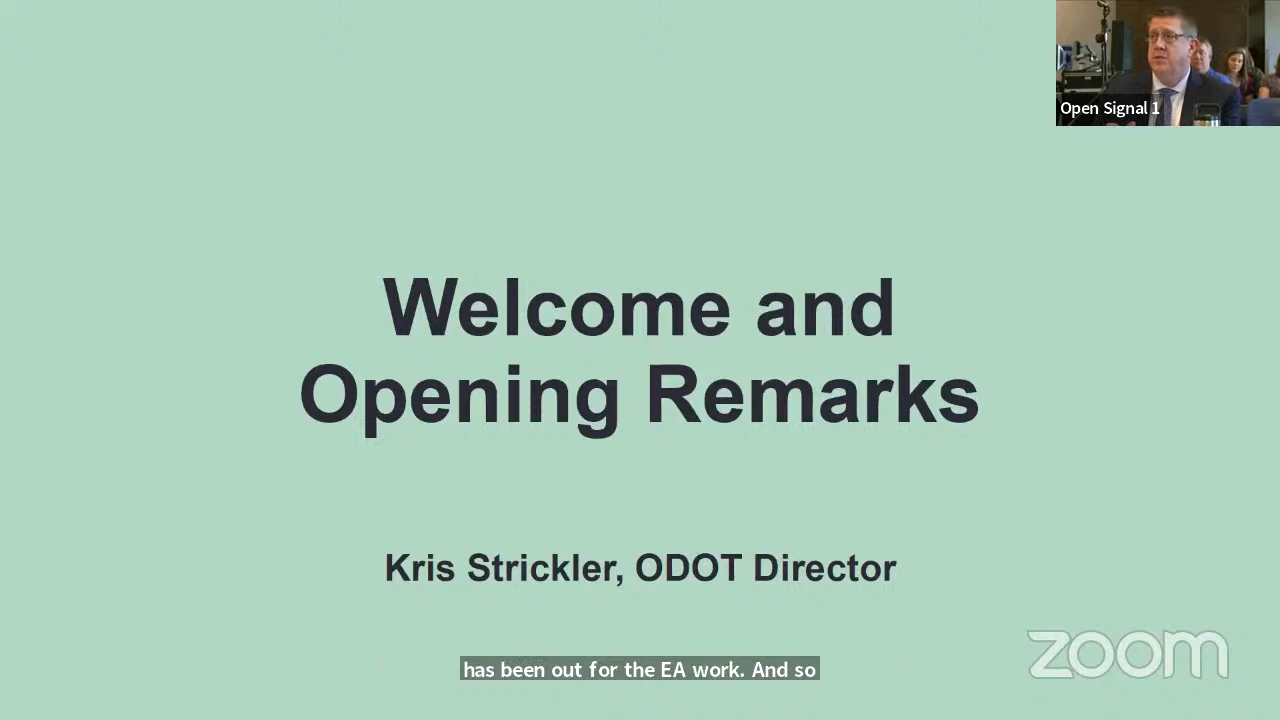 Open Signal 1
Welcome and
Opening Remarks
Kris Strickler, ODOT Director
has been out for the EA work. And so
zoom